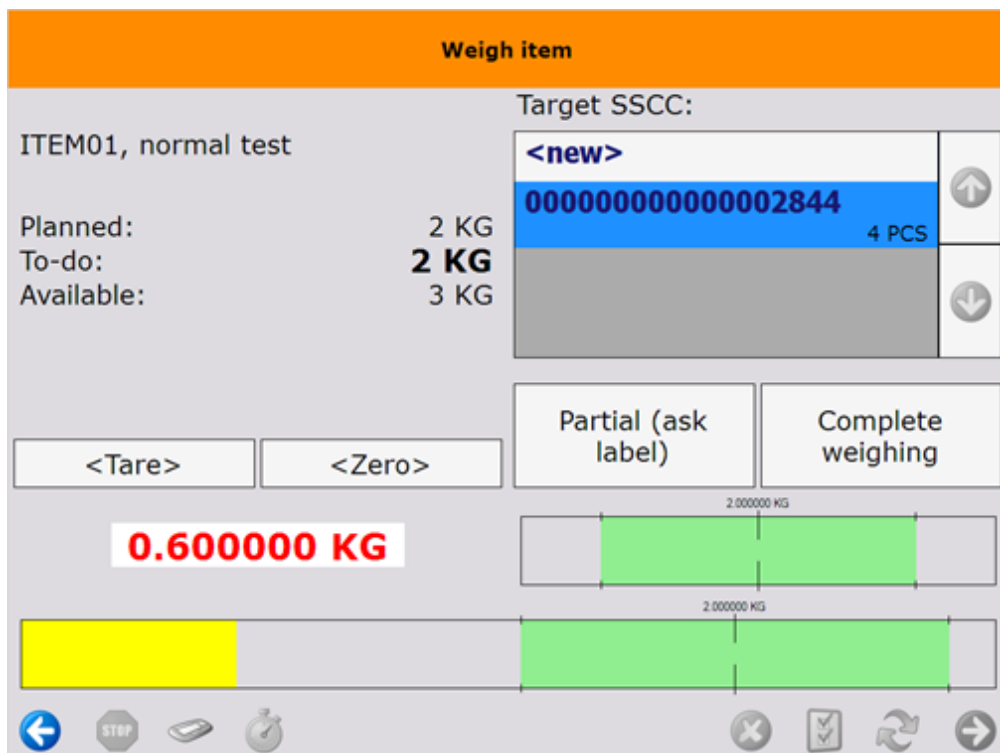 Weigh item
Target SSCC:
ITEM01, normal test
<new>
000000000000002844
4 PCS
Planned: 2 KG
To-do: 2 KG
Available: 3 KG
Partial (ask
label)
Complete
weighing
<Tare>
<Zero>
2.000000 KG
0.600000 KG
2.000000 KG
STOP